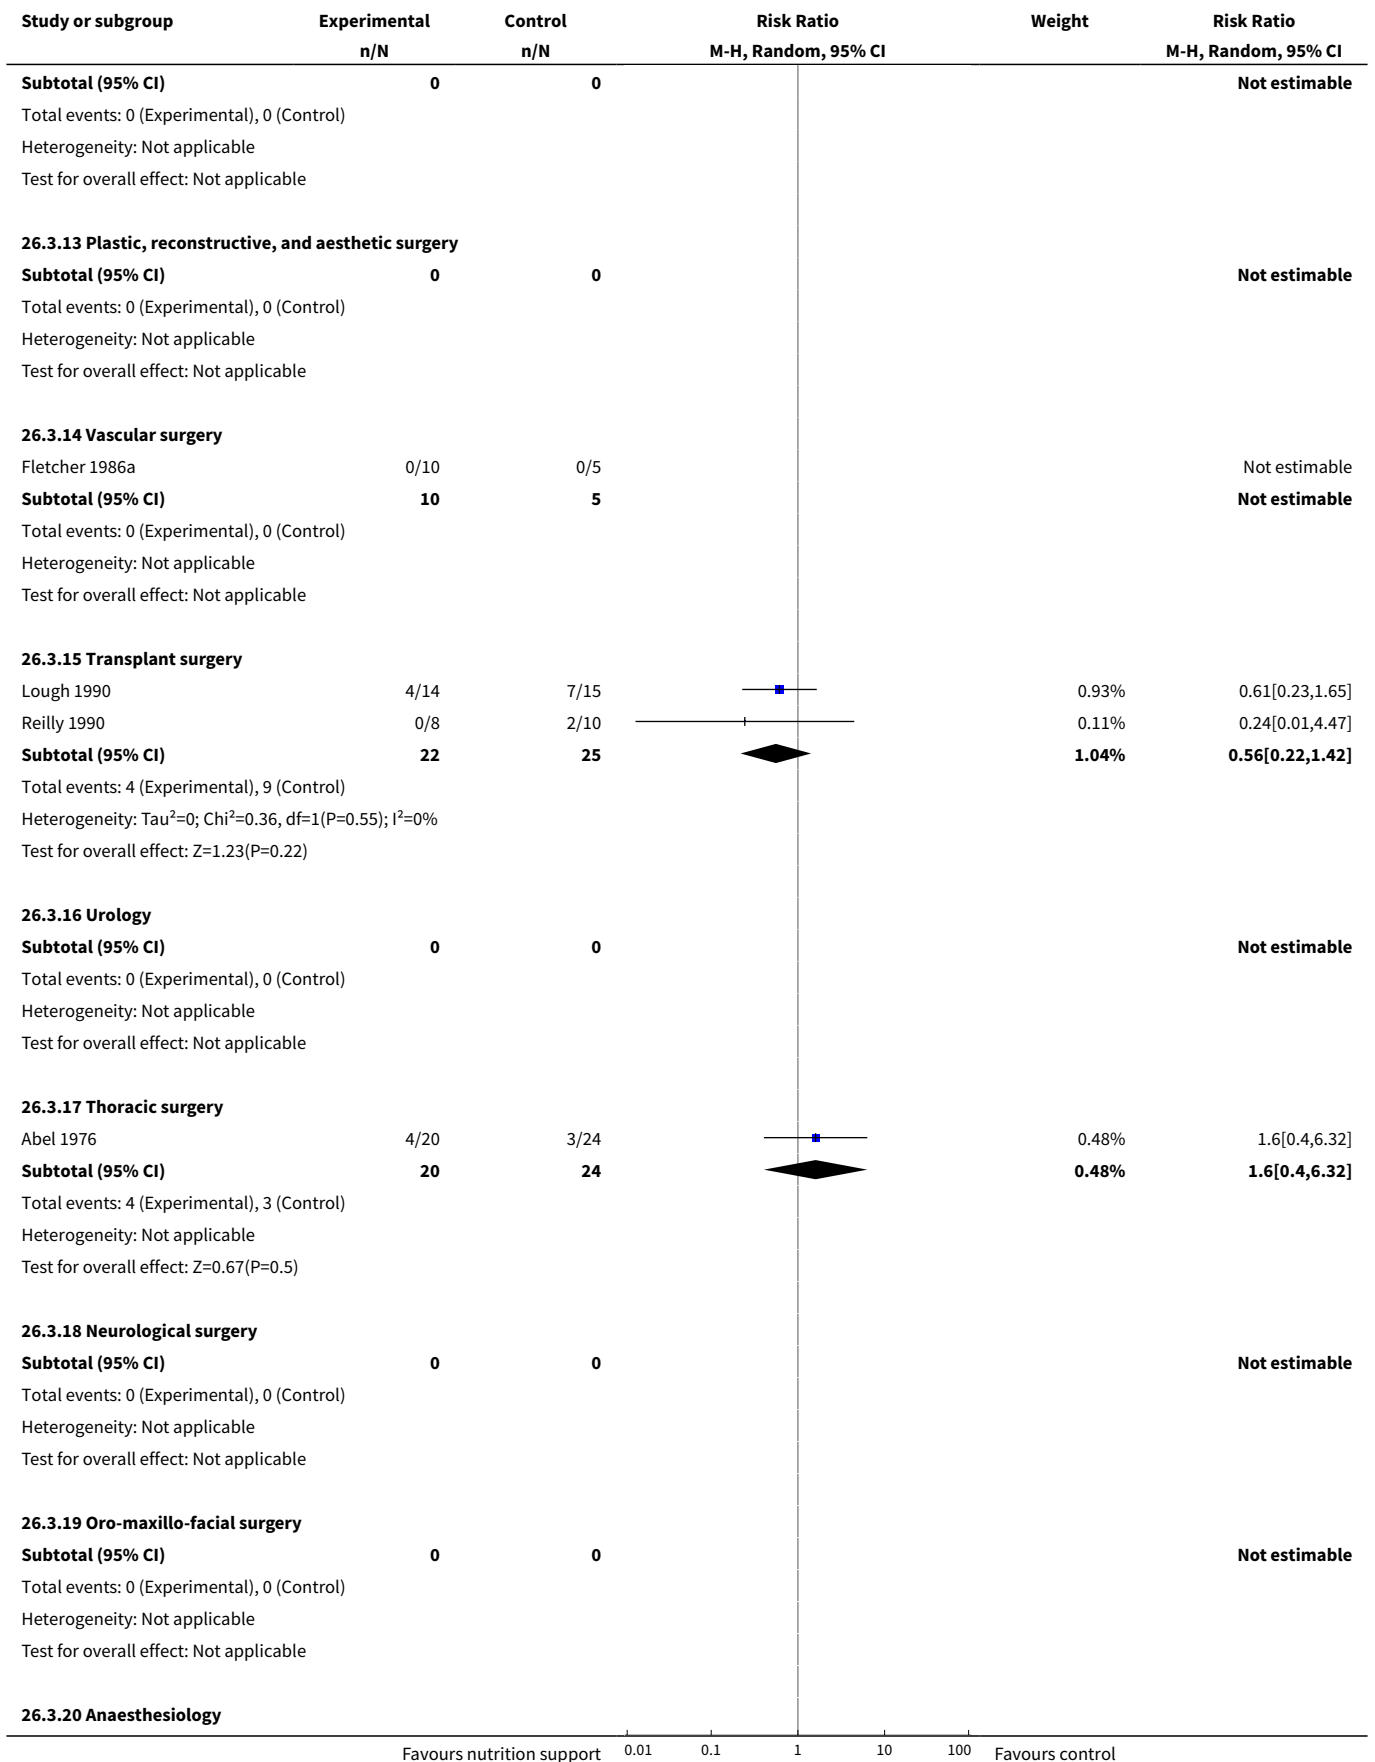 Study or subgroup Experimental Control Risk Ratio Weight Risk Ratio
n/N n/N M-H, Random, 95% CI M-H, Random, 95% CI
Subtotal (95% CI) 0 0 Not estimable
Total events: 0 (Experimental), 0 (Control)
Heterogeneity: Not applicable
Test for overall effect: Not applicable
26.3.13 Plastic, reconstructive, and aesthetic surgery
Subtotal (95% CI) 0 0 Not estimable
Total events: 0 (Experimental), 0 (Control)
Heterogeneity: Not applicable
Test for overall effect: Not applicable
26.3.14 Vascular surgery
Fletcher 1986a 0/10 0/5 Not estimable
Subtotal (95% CI) 10 5 Not estimable
Total events: 0 (Experimental), 0 (Control)
Heterogeneity: Not applicable
Test for overall effect: Not applicable
26.3.15 Transplant surgery
Lough 1990 4/14 7/15 0.93% 0.61[0.23,1.65]
Reilly 1990 0/8 2/10 0.11% 0.24[0.01,4.47]
Subtotal (95% CI) 22 25 1.04% 0.56[0.22,1.42]
Total events: 4 (Experimental), 9 (Control)
Heterogeneity: Tau²=0; Chi²=0.36, df=1(P=0.55); I²=0%
Test for overall effect: Z=1.23(P=0.22)
26.3.16 Urology
Subtotal (95% CI) 0 0 Not estimable
Total events: 0 (Experimental), 0 (Control)
Heterogeneity: Not applicable
Test for overall effect: Not applicable
26.3.17 Thoracic surgery
Abel 1976 4/20 3/24 0.48% 1.6[0.4,6.32]
Subtotal (95% CI) 20 24 0.48% 1.6[0.4,6.32]
Total events: 4 (Experimental), 3 (Control)
Heterogeneity: Not applicable
Test for overall effect: Z=0.67(P=0.5)
26.3.18 Neurological surgery
Subtotal (95% CI) 0 0 Not estimable
Total events: 0 (Experimental), 0 (Control)
Heterogeneity: Not applicable
Test for overall effect: Not applicable
26.3.19 Oro-maxillo-facial surgery
Subtotal (95% CI) 0 0 Not estimable
Total events: 0 (Experimental), 0 (Control)
Heterogeneity: Not applicable
Test for overall effect: Not applicable
26.3.20 Anaesthesiology
Favours nutrition support 0.01 0.1 1 10 100 Favours control